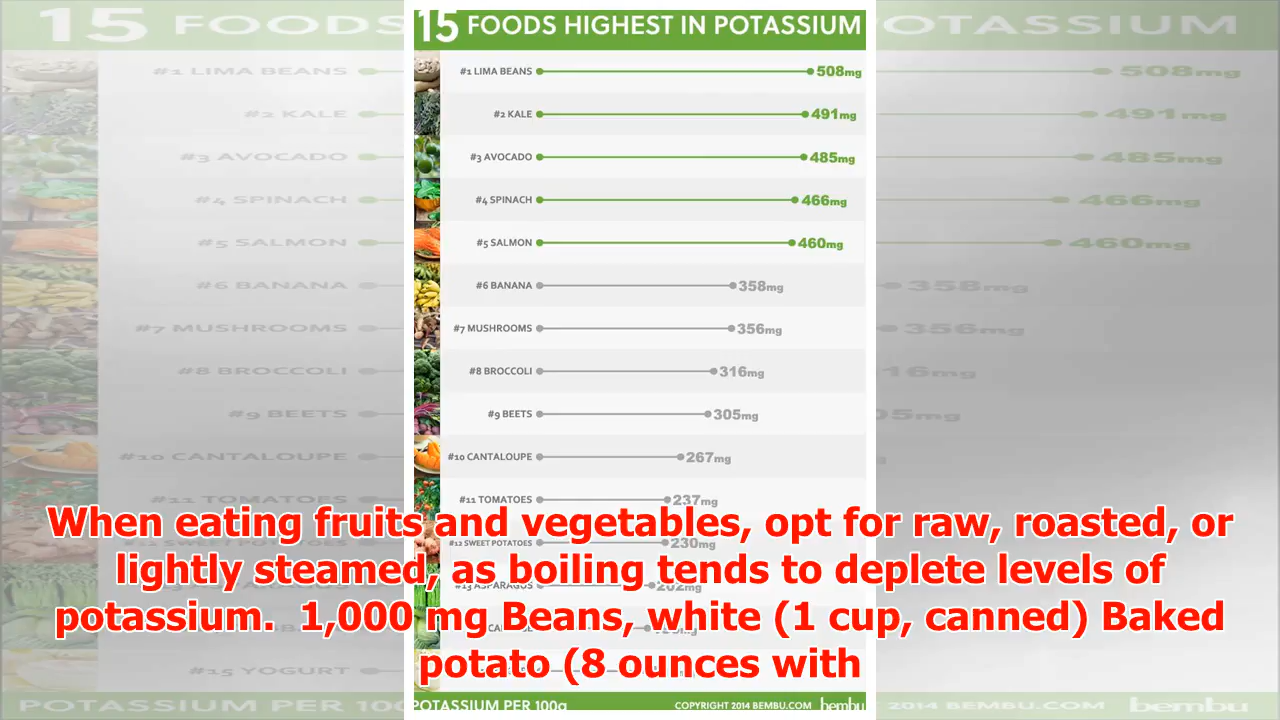 15 FOODS HIGHEST IN POTASSIUM
#1 LIMA BEANS 508mg
#2 KALE 491mg
#3 AVOCADO 485mg
#4 SPINACH 466mg
#5 SALMON 460mg
#6 BANANA 358mg
#7 MUSHROOMS 356mg
#8 BROCCOLI 316mg
#9 BEETS 305mg
#10 CANTALOUPE 267mg
#11 TOMATOES 237mg
When eating fruits and vegetables, opt for raw, roasted, or
#12 SWEET POTATOES 230mg
lightly steamed, as boiling tends to deplete levels of
#13 ASPARAGUS 202mg
potassium. 1,000 mg Beans, white (1 cup, canned) Baked
potato (8 ounces with
#15 YOGURT
POTASSIUM PER 100g COPYRIGHT 2014 BEMBU.COM bembu